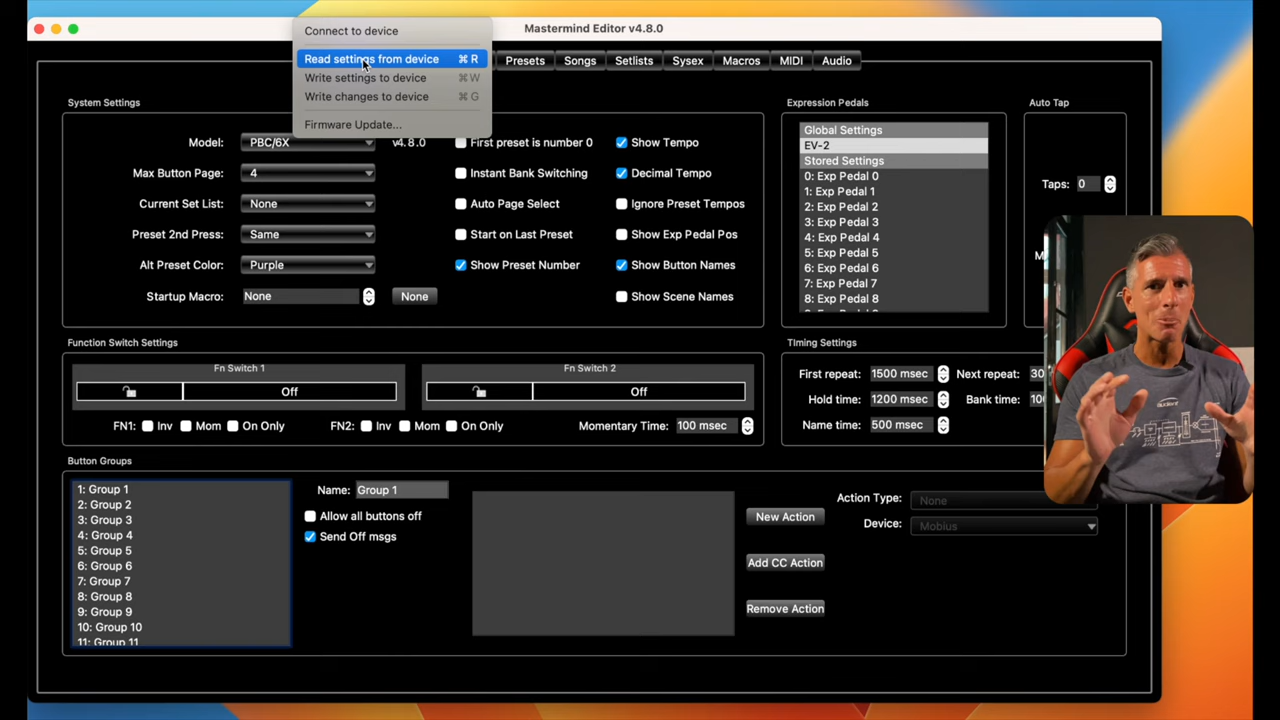 Mastermind Editor v4.8.0
Connect to device
Read settings from device ⌘ R
Write settings to device ⌘ W
Write changes to device ⌘ G
Firmware Update...
Presets Songs Setlists Sysex Macros MIDI Audio
System Settings
Model: PBC/6X v4.8.0
Max Button Page: 4
Current Set List: None
Preset 2nd Press: Same
Alt Preset Color: Purple
Startup Macro: None None
First preset is number 0
Instant Bank Switching
Auto Page Select
Start on Last Preset
Show Preset Number
Show Tempo
Decimal Tempo
Ignore Preset Tempos
Show Exp Pedal Pos
Show Button Names
Show Scene Names
Expression Pedals
Global Settings
EV-2
Stored Settings
0: Exp Pedal 0
1: Exp Pedal 1
2: Exp Pedal 2
3: Exp Pedal 3
4: Exp Pedal 4
5: Exp Pedal 5
6: Exp Pedal 6
7: Exp Pedal 7
8: Exp Pedal 8
Auto Tap
Taps: 0
Function Switch Settings
Fn Switch 1
Off
Fn Switch 2
Off
FN1: Inv Mom On Only FN2: Inv Mom On Only Momentary Time: 100 msec
Timing Settings
First repeat: 1500 msec Next repeat: 30
Hold time: 1200 msec Bank time: 100
Name time: 500 msec
Button Groups
1: Group 1
2: Group 2
3: Group 3
4: Group 4
5: Group 5
6: Group 6
7: Group 7
8: Group 8
9: Group 9
10: Group 10
11: Group 11
Name: Group 1
Allow all buttons off
Send Off msgs
New Action
Add CC Action
Remove Action
Action Type: None
Device: Mobius
audient